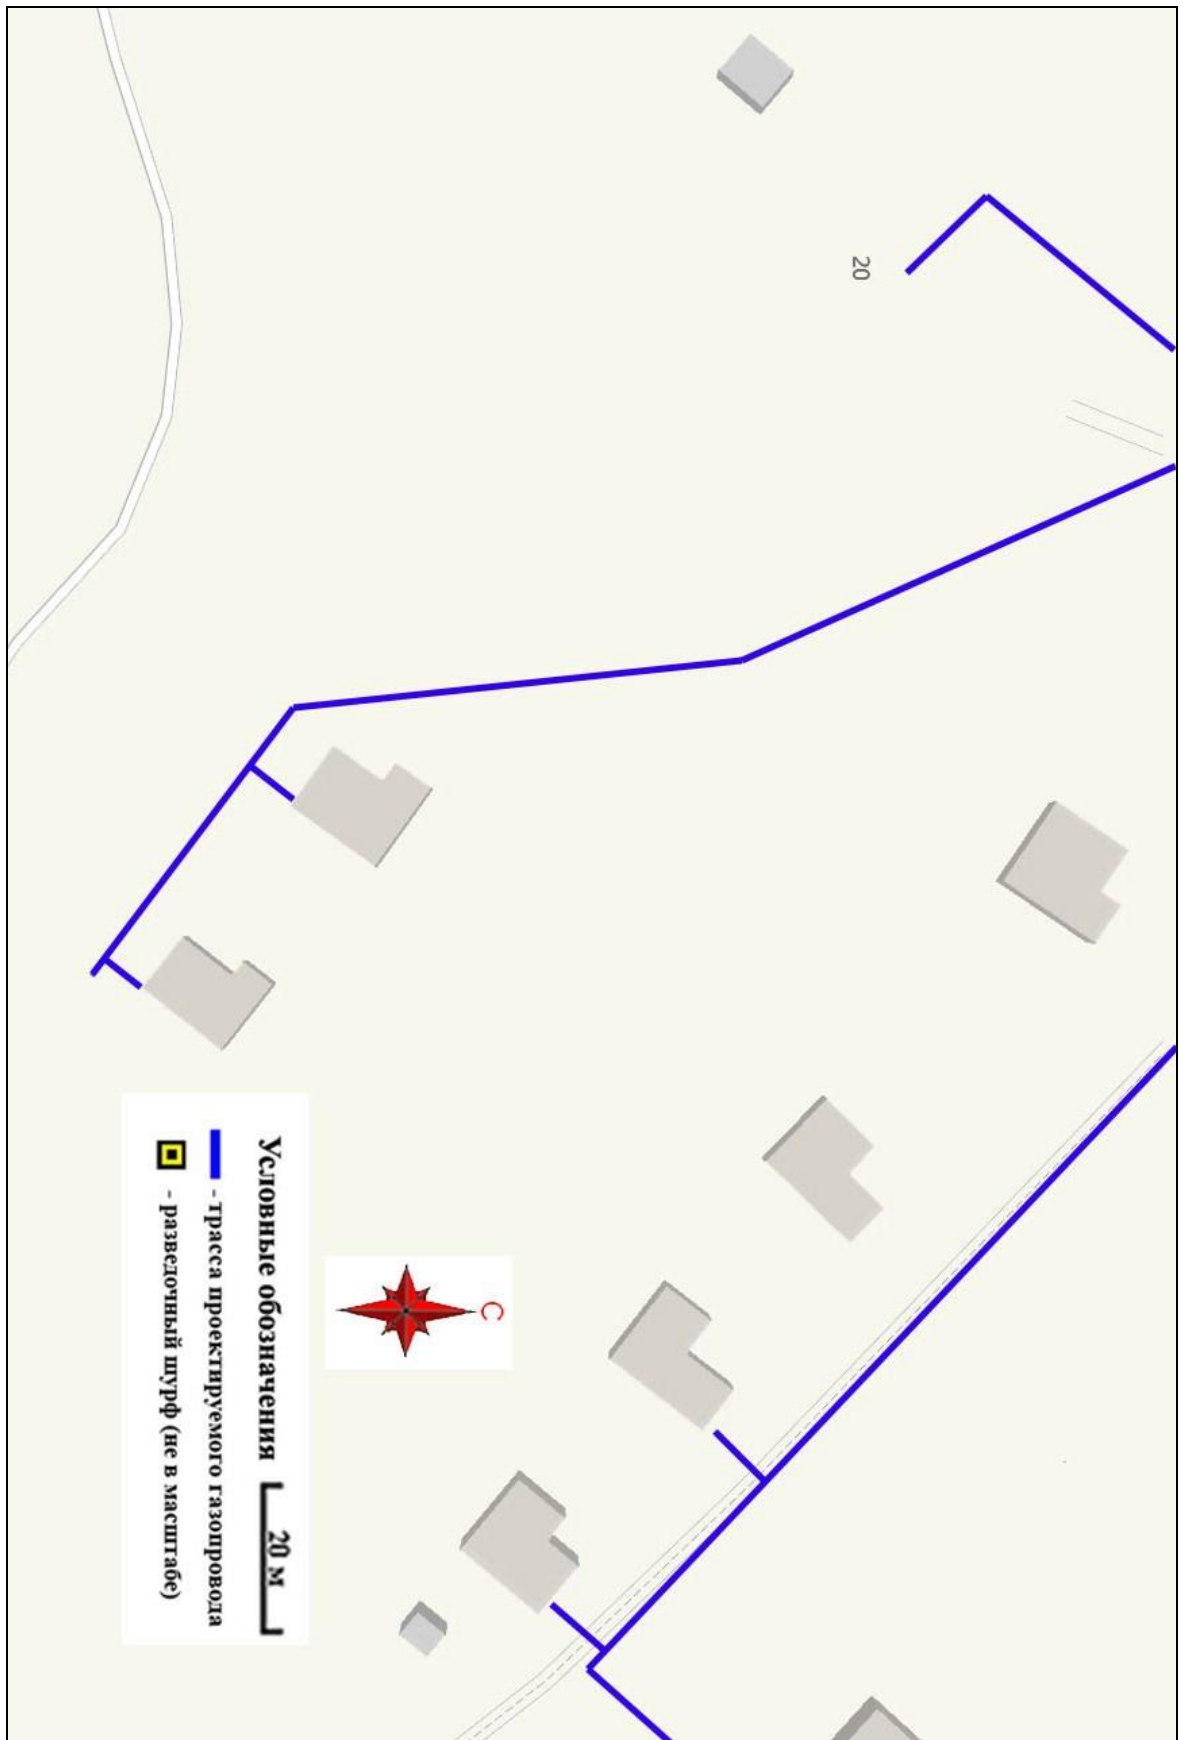 20
С
Условные обозначения
20 м
- трасса проектируемого газопровода
- разведочный шурф (не в масштабе)